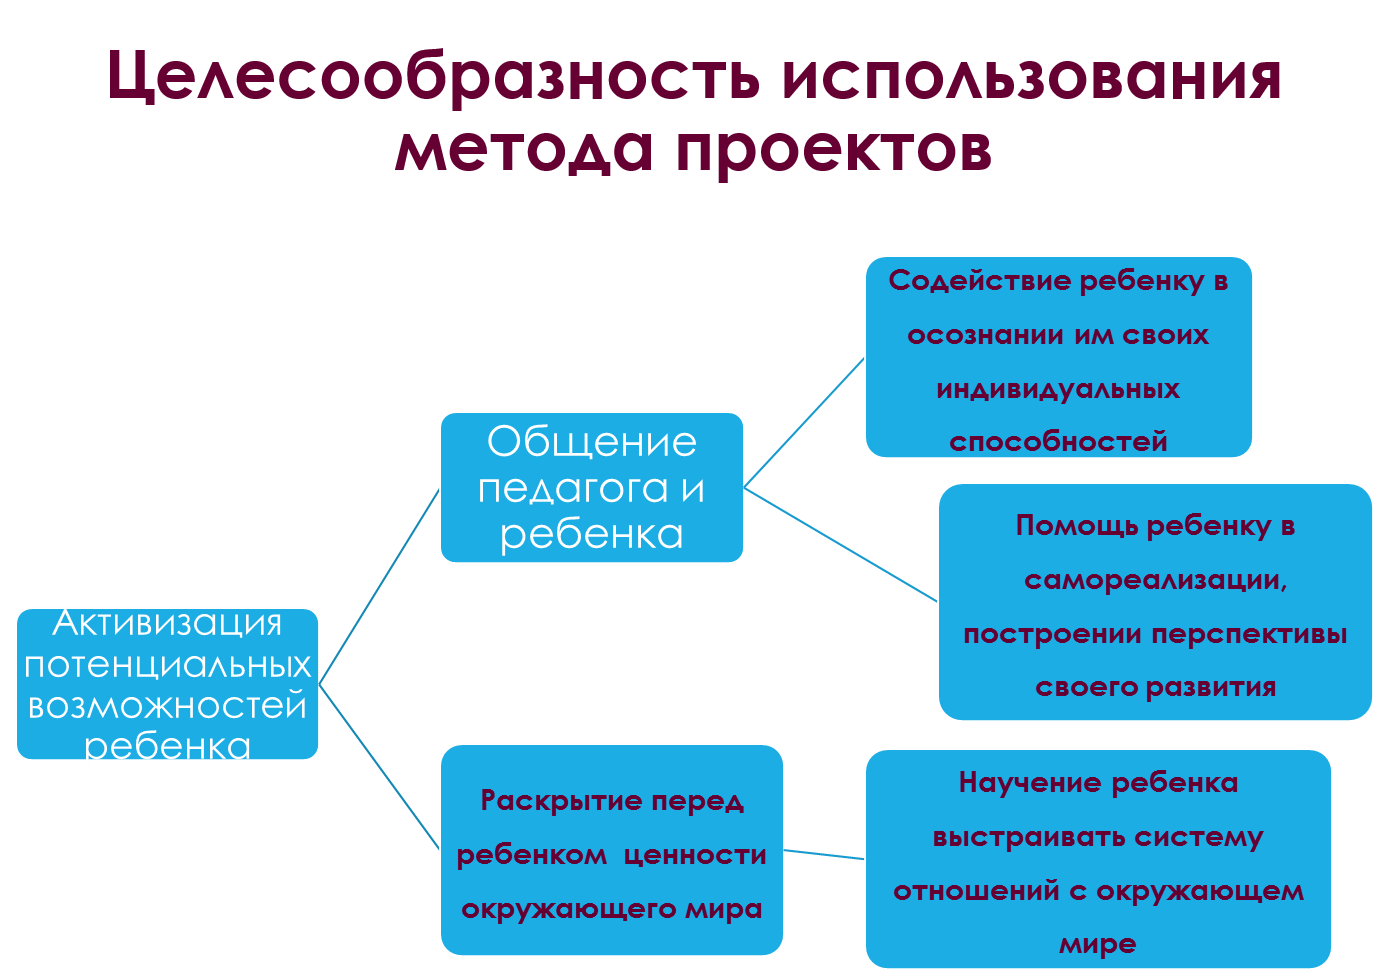 Целесообразность использования
метода проектов
Активизация
потенциальных
возможностей
ребенка
Общение
педагога и
ребенка
Содействие ребенку в
осознании им своих
индивидуальных
способностей
Помощь ребенку в
самореализации,
построении перспективы
своего развития
Раскрытие перед
ребенком ценности
окружающего мира
Научение ребенка
выстраивать систему
отношений с окружающем
мире